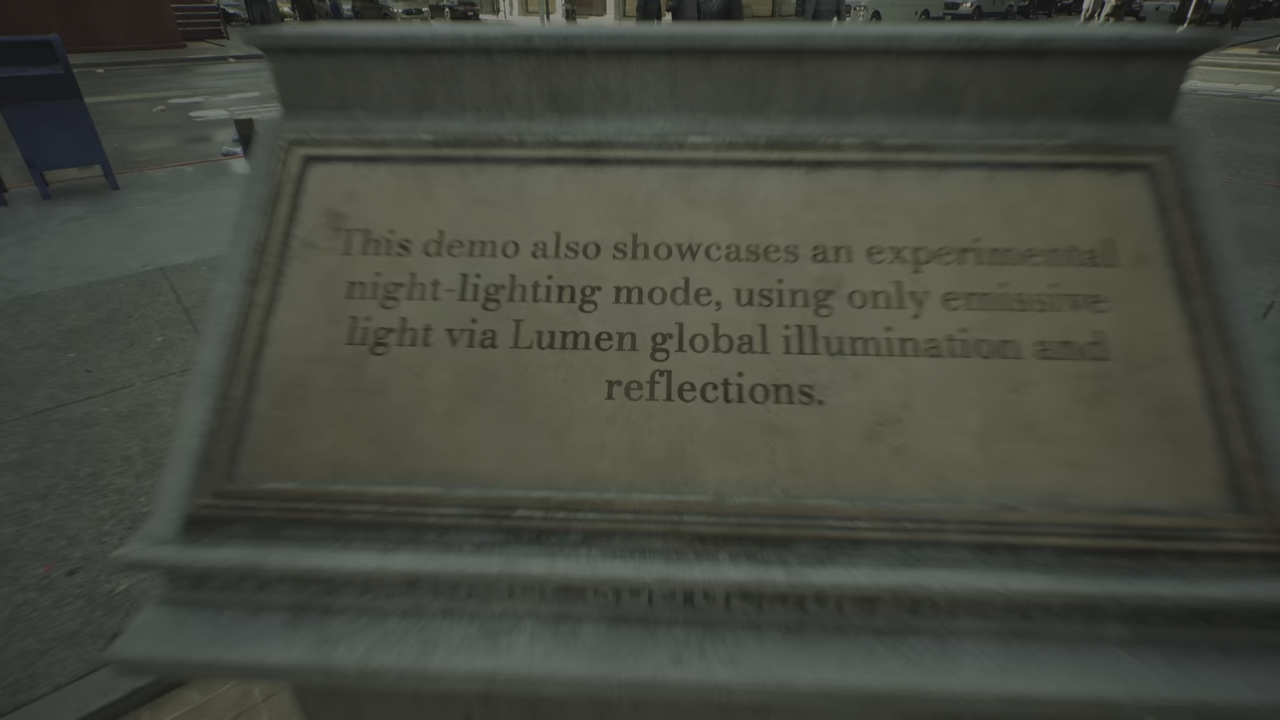 This demo also showcases an experimental
night-lighting mode, using only emissive
light via Lumen global illumination and
reflections.